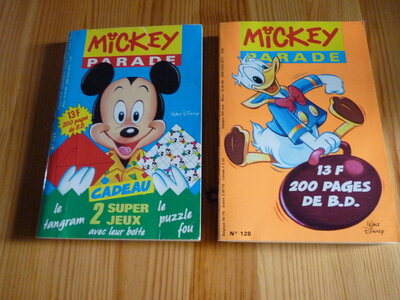 MICKEY
PARADE
13 F
200 pages
de B.D.
Walt Disney
CADEAU
2 SUPER
JEUX
avec leur boîte
le
tangram
le
puzzle
fou
MICKEY
PARADE
13 F
200 PAGES
DE B.D.
Walt
Disney
N° 128